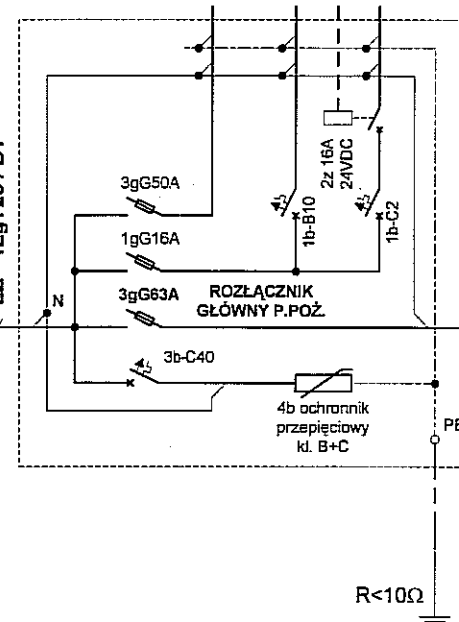 3gG50A
2z 16A
24VDC
1b-B10
1b-C2
1gG16A
N
3gG63A
ROZŁĄCZNIK
GŁÓWNY P.POŻ.
3b-C40
4b ochronnik
przepięciowy
kl. B+C
R<10Ω